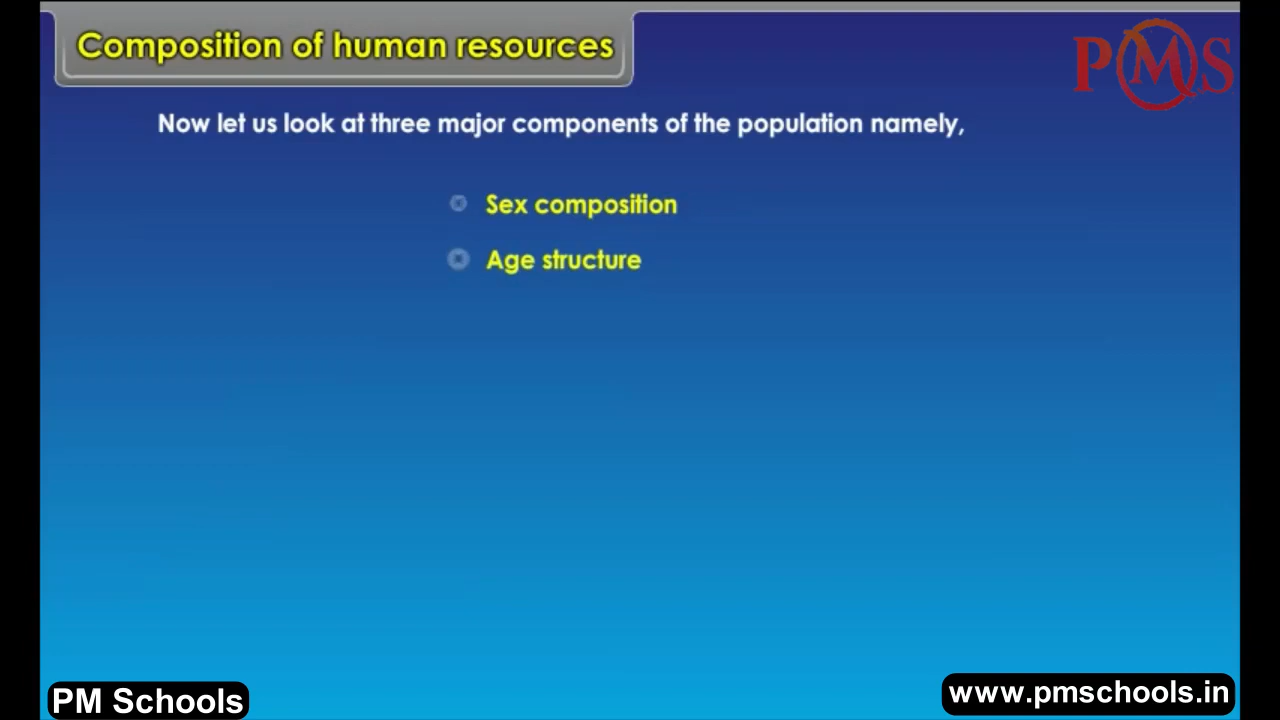 Composition of human resources
PMS
Now let us look at three major components of the population namely,
Sex composition
Age structure
PM Schools
www.pmschools.in